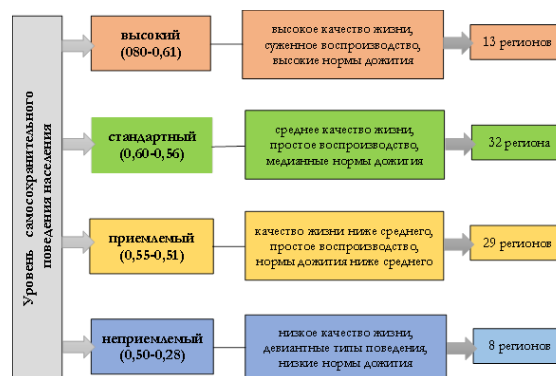 Уровень самосохранительного
поведения населения
высокий
(080-0,61)
высокое качество жизни,
суженное воспроизводство,
высокие нормы дожития
13 регионов
стандартный
(0,60-0,56)
среднее качество жизни,
простое воспроизводство,
медианные нормы дожития
32 региона
приемлемый
(0,55-0,51)
качество жизни ниже среднего,
простое воспроизводство,
нормы дожития ниже среднего
29 регионов
неприемлемый
(0,50-0,28)
низкое качество жизни,
девиантные типы поведения,
низкие нормы дожития
8 регионов